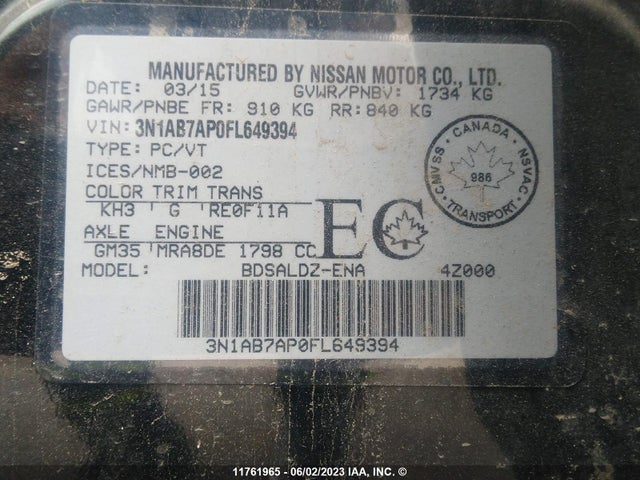 MANUFACTURED BY NISSAN MOTOR CO., LTD.
DATE: 03/15 GVWR/PNBV: 1734 KG
GAWR/PNBE FR: 910 KG RR: 840 KG
VIN: 3N1AB7AP0FL649394
TYPE: PC/VT
ICES/NMB-002
COLOR TRIM TRANS
KH3 G RE0F11A
AXLE ENGINE
GM35 MRA8DE 1798 CC
EC
CANADA
CMVSS NSVAC
986
TRANSPORT
MODEL: BDSALDZ-ENA 4Z000
3N1AB7AP0FL649394
11761965 - 06/02/2023 IAA, INC. ©